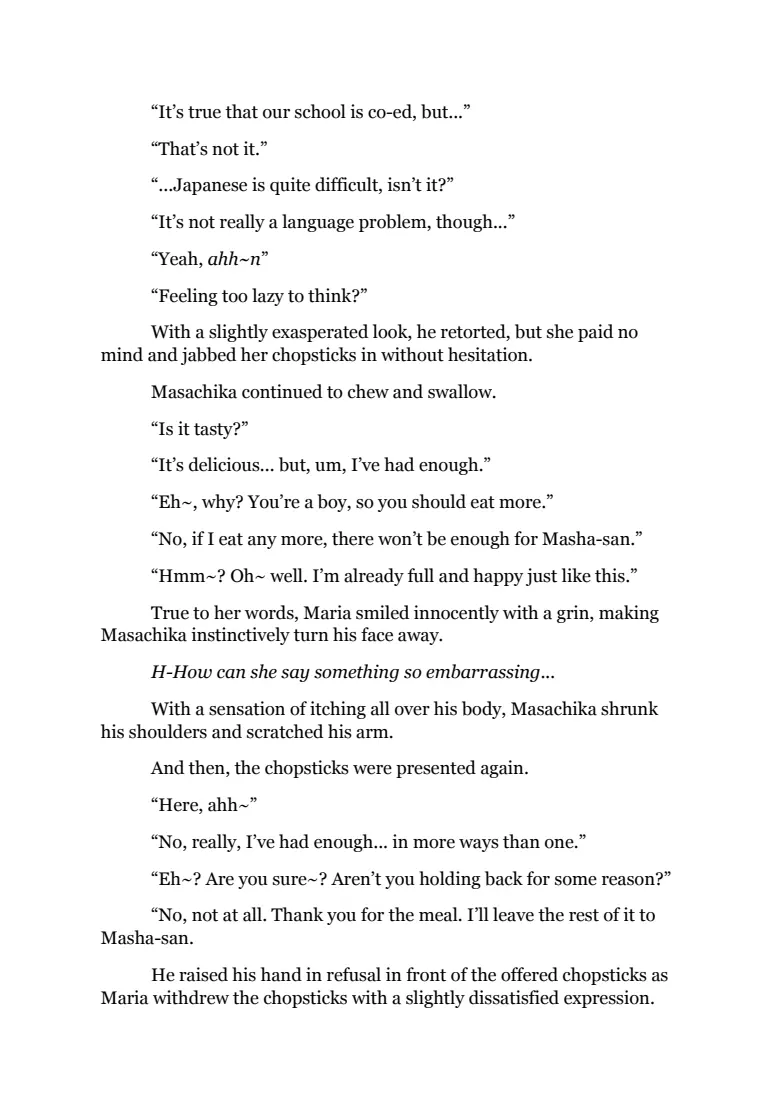 “It’s true that our school is co-ed, but...”
“That’s not it.”
“...Japanese is quite difficult, isn’t it?”
“It’s not really a language problem, though...”
“Yeah, ahh~n”
“Feeling too lazy to think?”
With a slightly exasperated look, he retorted, but she paid no
mind and jabbed her chopsticks in without hesitation.
Masachika continued to chew and swallow.
“Is it tasty?”
“It’s delicious... but, um, I’ve had enough.”
“Eh~, why? You’re a boy, so you should eat more.”
“No, if I eat any more, there won’t be enough for Masha-san.”
“Hmm~? Oh~ well. I’m already full and happy just like this.”
True to her words, Maria smiled innocently with a grin, making
Masachika instinctively turn his face away.
H-How can she say something so embarrassing...
With a sensation of itching all over his body, Masachika shrunk
his shoulders and scratched his arm.
And then, the chopsticks were presented again.
“Here, ahh~”
“No, really, I’ve had enough... in more ways than one.”
“Eh~? Are you sure~? Aren’t you holding back for some reason?”
“No, not at all. Thank you for the meal. I’ll leave the rest of it to
Masha-san.
He raised his hand in refusal in front of the offered chopsticks as
Maria withdrew the chopsticks with a slightly dissatisfied expression.